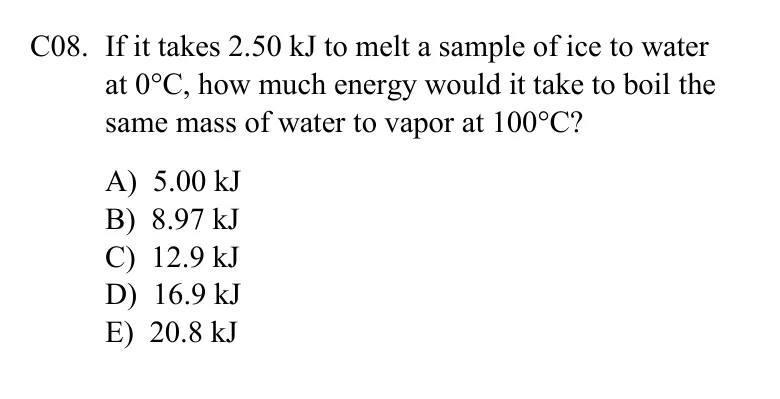 C08. If it takes 2.50 kJ to melt a sample of ice to water
at 0°C, how much energy would it take to boil the
same mass of water to vapor at 100°C?
A) 5.00 kJ
B) 8.97 kJ
C) 12.9 kJ
D) 16.9 kJ
E) 20.8 kJ